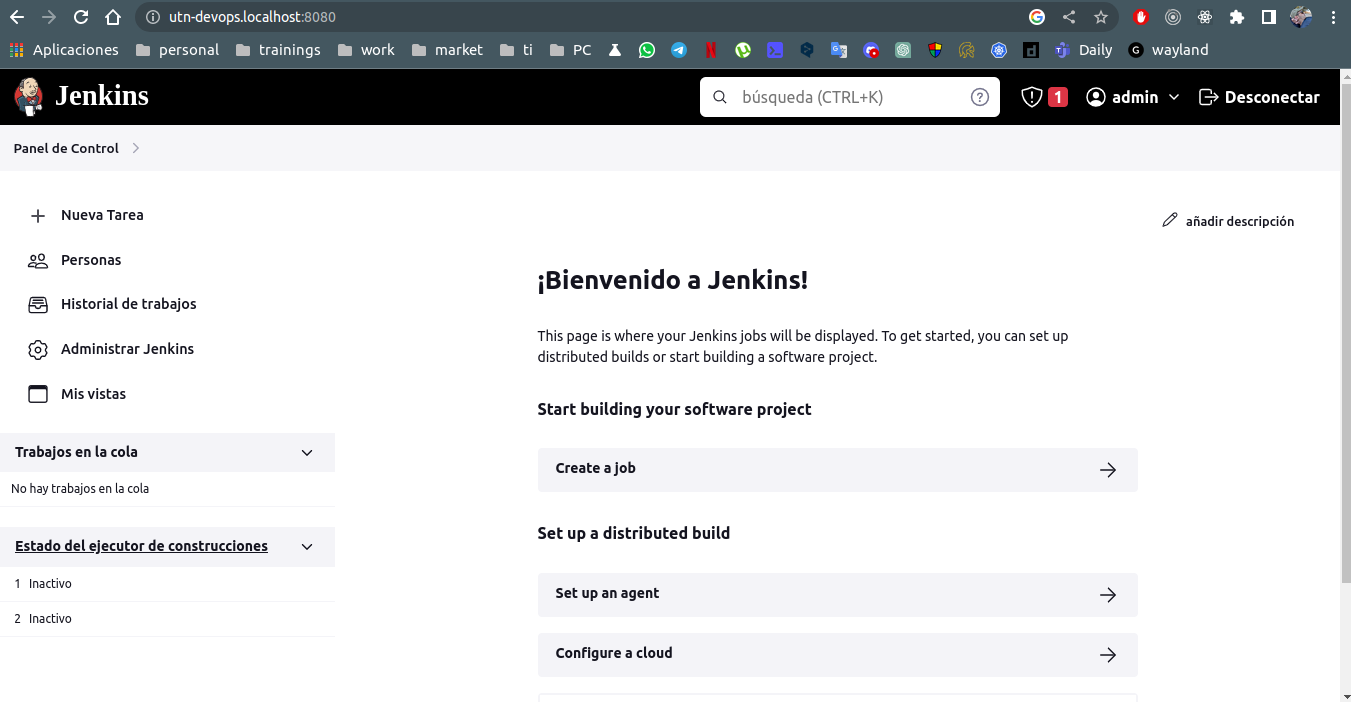 utn-devops.localhost:8080
Aplicaciones personal trainings work market ti PC Daily wayland
Jenkins búsqueda (CTRL+K) 1 admin Desconectar
Panel de Control
Nueva Tarea
añadir descripción
Personas
¡Bienvenido a Jenkins!
Historial de trabajos
This page is where your Jenkins jobs will be displayed. To get started, you can set up
distributed builds or start building a software project.
Administrar Jenkins
Mis vistas
Start building your software project
Trabajos en la cola
Create a job
No hay trabajos en la cola
Set up a distributed build
Estado del ejecutor de construcciones
1 Inactivo
Set up an agent
2 Inactivo
Configure a cloud